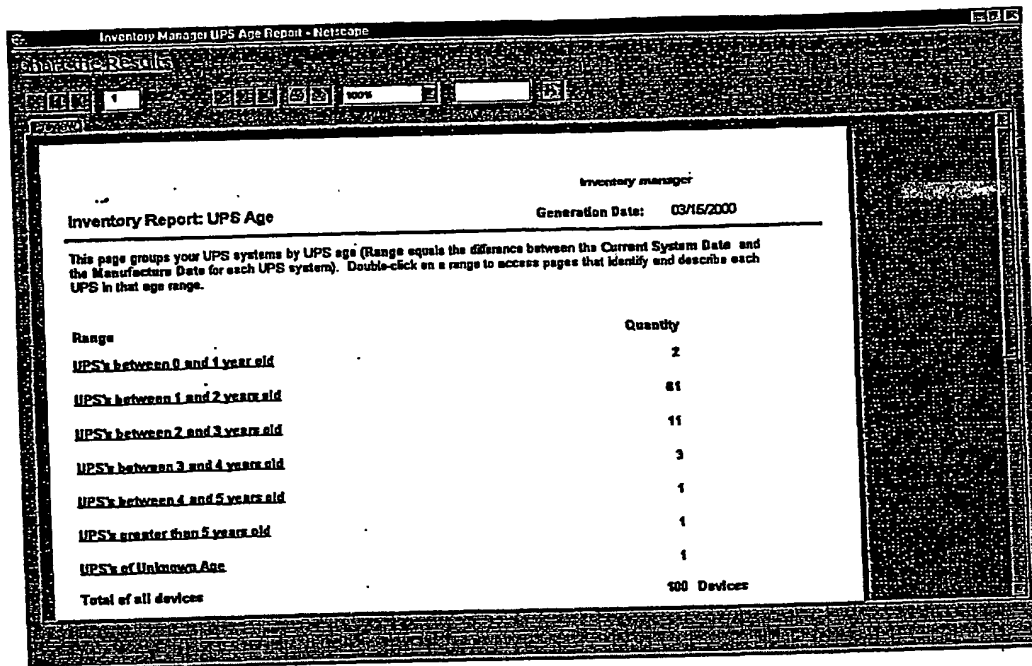 Inventory Manager UPS Age Report - Netscape
1
100%
Inventory manager
Inventory Report: UPS Age
Generation Date: 03/15/2000
This page groups your UPS systems by UPS age (Range equals the difference between the Current System Date and
the Manufacture Date for each UPS system). Double-click on a range to access pages that identify and describe each
UPS in that age range.
Range Quantity
UPS's between 0 and 1 year old 2
UPS's between 1 and 2 years old 81
UPS's between 2 and 3 years old 11
UPS's between 3 and 4 years old 3
UPS's between 4 and 5 years old 1
UPS's greater than 5 years old 1
UPS's of Unknown Age 1
Total of all devices 100 Devices